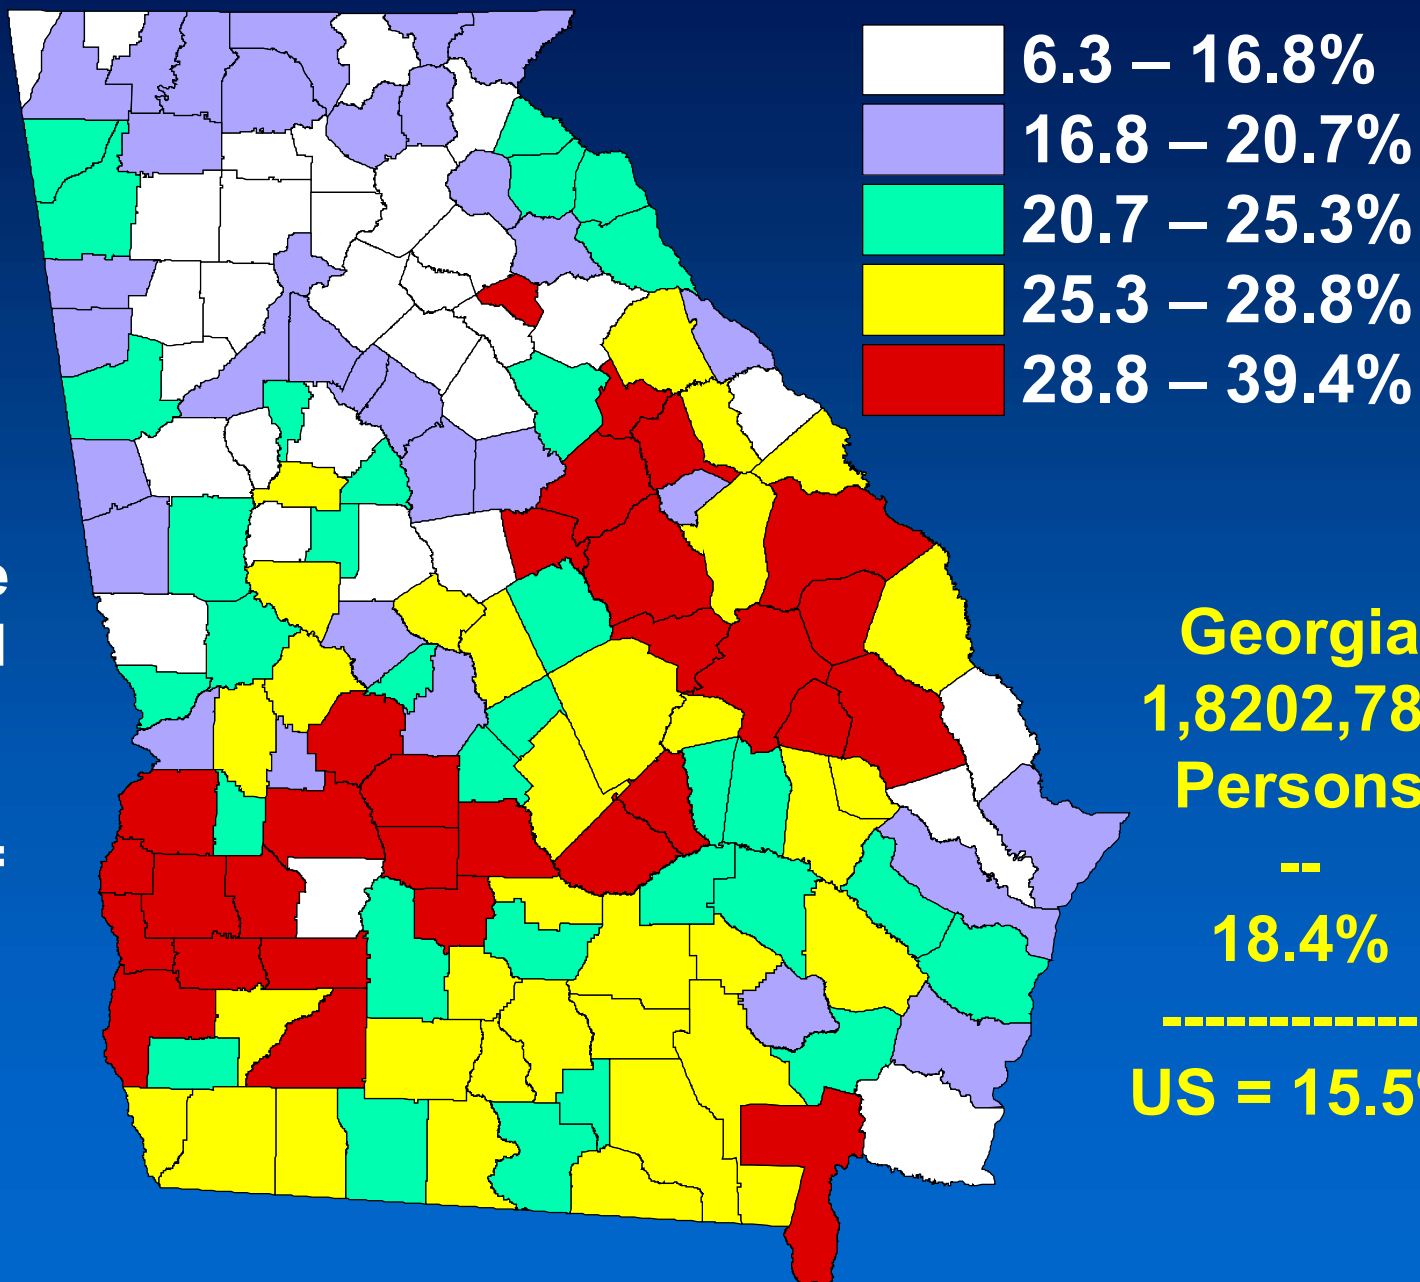 6.3 – 16.8%
16.8 – 20.7%
20.7 – 25.3%
25.3 – 28.8%
28.8 – 39.4%
Georgia
1,8202,78
Persons
--
18.4%
------------
US = 15.5